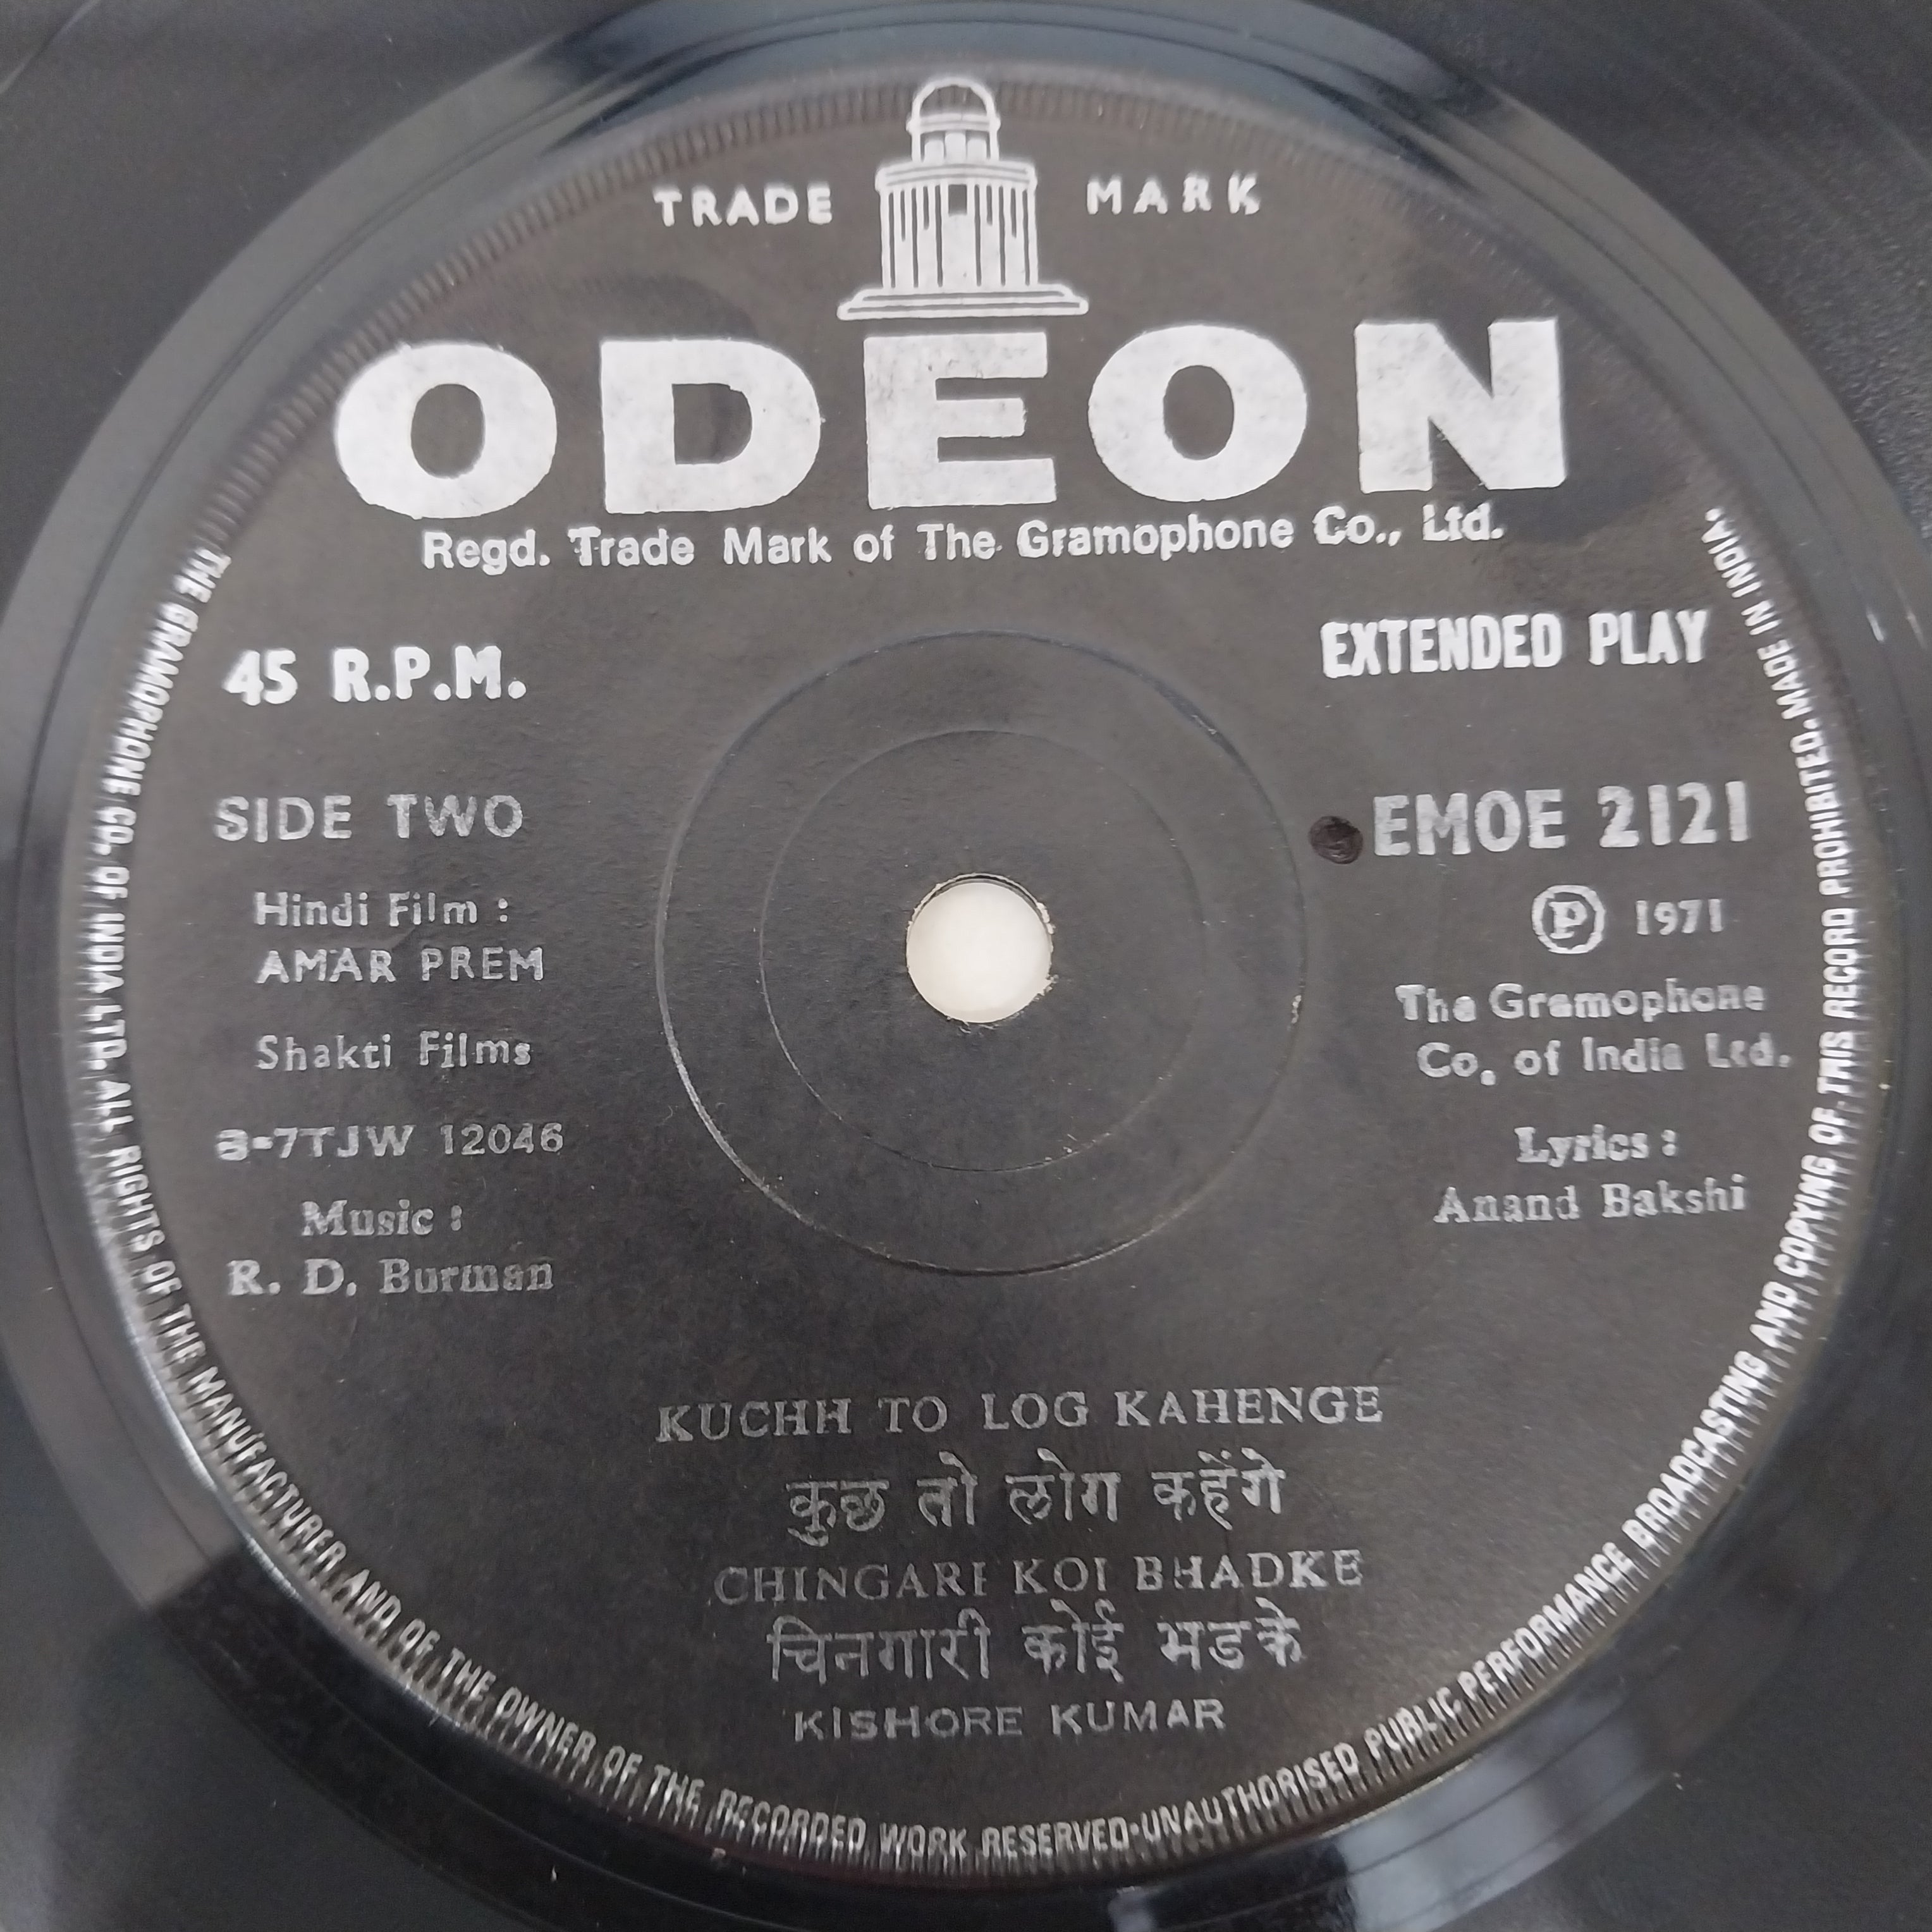 TRADE MARK
ODEON
Regd. Trade Mark of The Gramophone Co., Ltd.
45 R.P.M.
EXTENDED PLAY
SIDE TWO
Hindi Film :
AMAR PREM
Shakti Films
a-7TJW 12046
Music :
R. D. Burman
EMOE 2121
Ⓟ 1971
The Gramophone
Co. of India Ltd.
Lyrics :
Anand Bakshi
KUCHH TO LOG KAHENGE
कुछ तो लोग कहेंगे
CHINGARI KOI BHADKE
चिनगारी कोई भडके
KISHORE KUMAR
THE GRAMOPHONE CO. OF INDIA LTD. ALL RIGHTS OF THE MANUFACTURER AND OF THE OWNER OF THE RECORDED WORK RESERVED-UNAUTHORISED PUBLIC PERFORMANCE BROADCASTING AND COPYING OF THIS RECORD PROHIBITED. MADE IN INDIA.